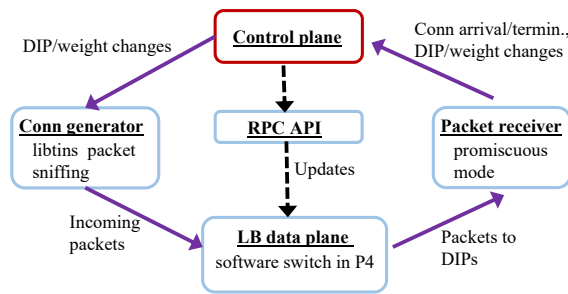 DIP/weight changes
Control plane
Conn arrival/termin.,
DIP/weight changes
Conn generator
libtins packet
sniffing
RPC API
Packet receiver
promiscuous
mode
Updates
Incoming
packets
LB data plane
software switch in P4
Packets to
DIPs